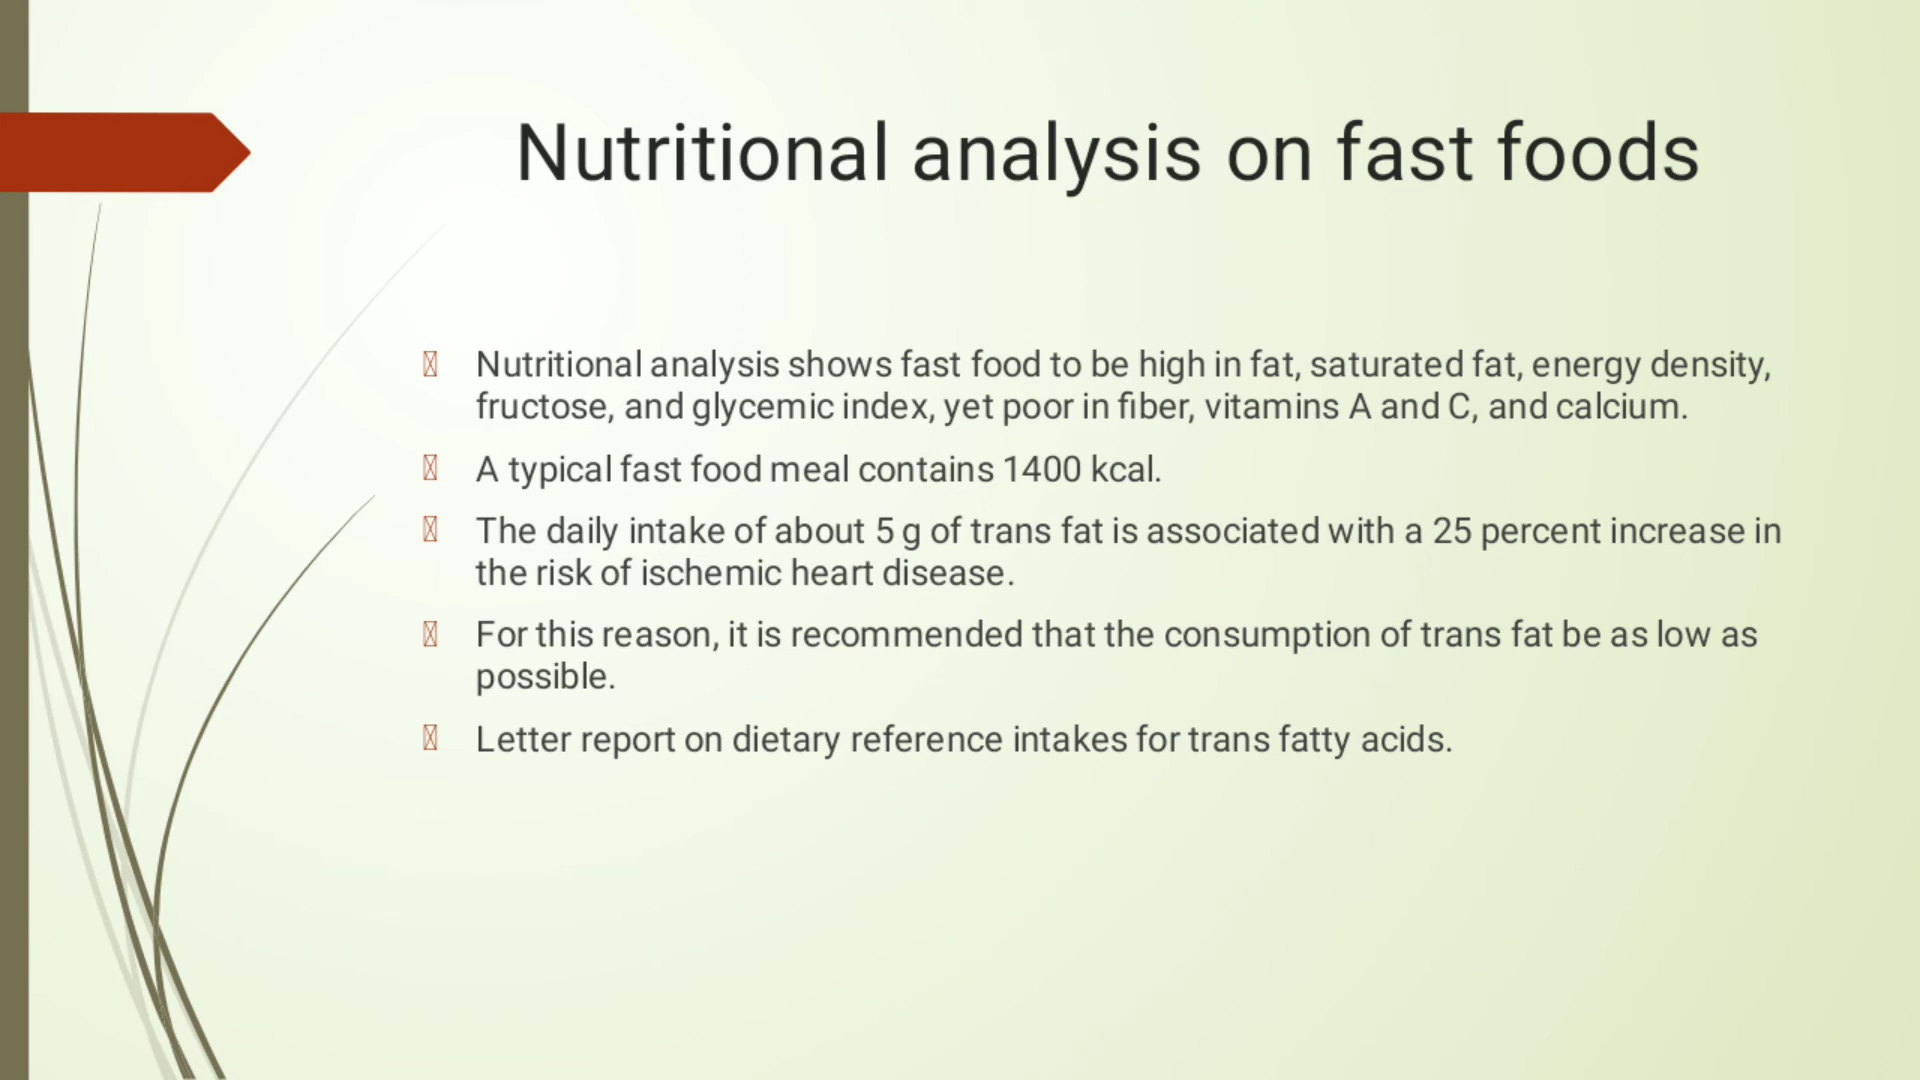 Nutritional analysis on fast foods
Nutritional analysis shows fast food to be high in fat, saturated fat, energy density,
fructose, and glycemic index, yet poor in fiber, vitamins A and C, and calcium.
A typical fast food meal contains 1400 kcal.
The daily intake of about 5 g of trans fat is associated with a 25 percent increase in
the risk of ischemic heart disease.
For this reason, it is recommended that the consumption of trans fat be as low as
possible.
Letter report on dietary reference intakes for trans fatty acids.